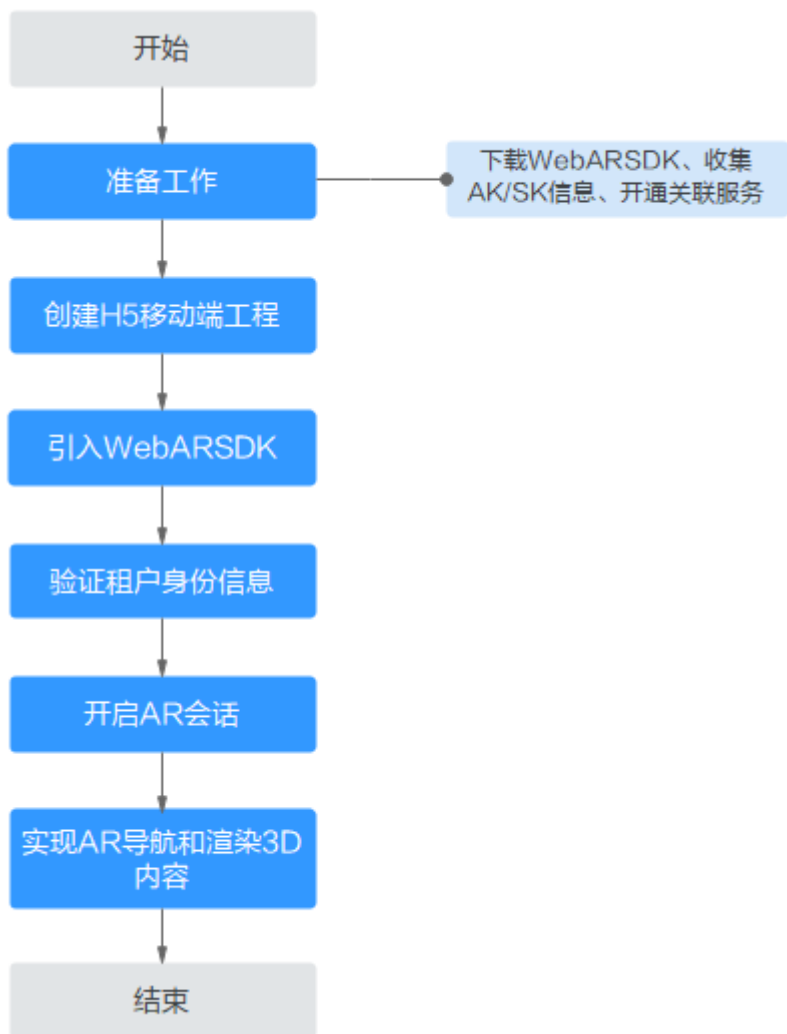 开始
准备工作
下载WebARSDK、收集
AK/SK信息、开通关联服务
创建H5移动端工程
引入WebARSDK
验证租户身份信息
开启AR会话
实现AR导航和渲染3D
内容
结束